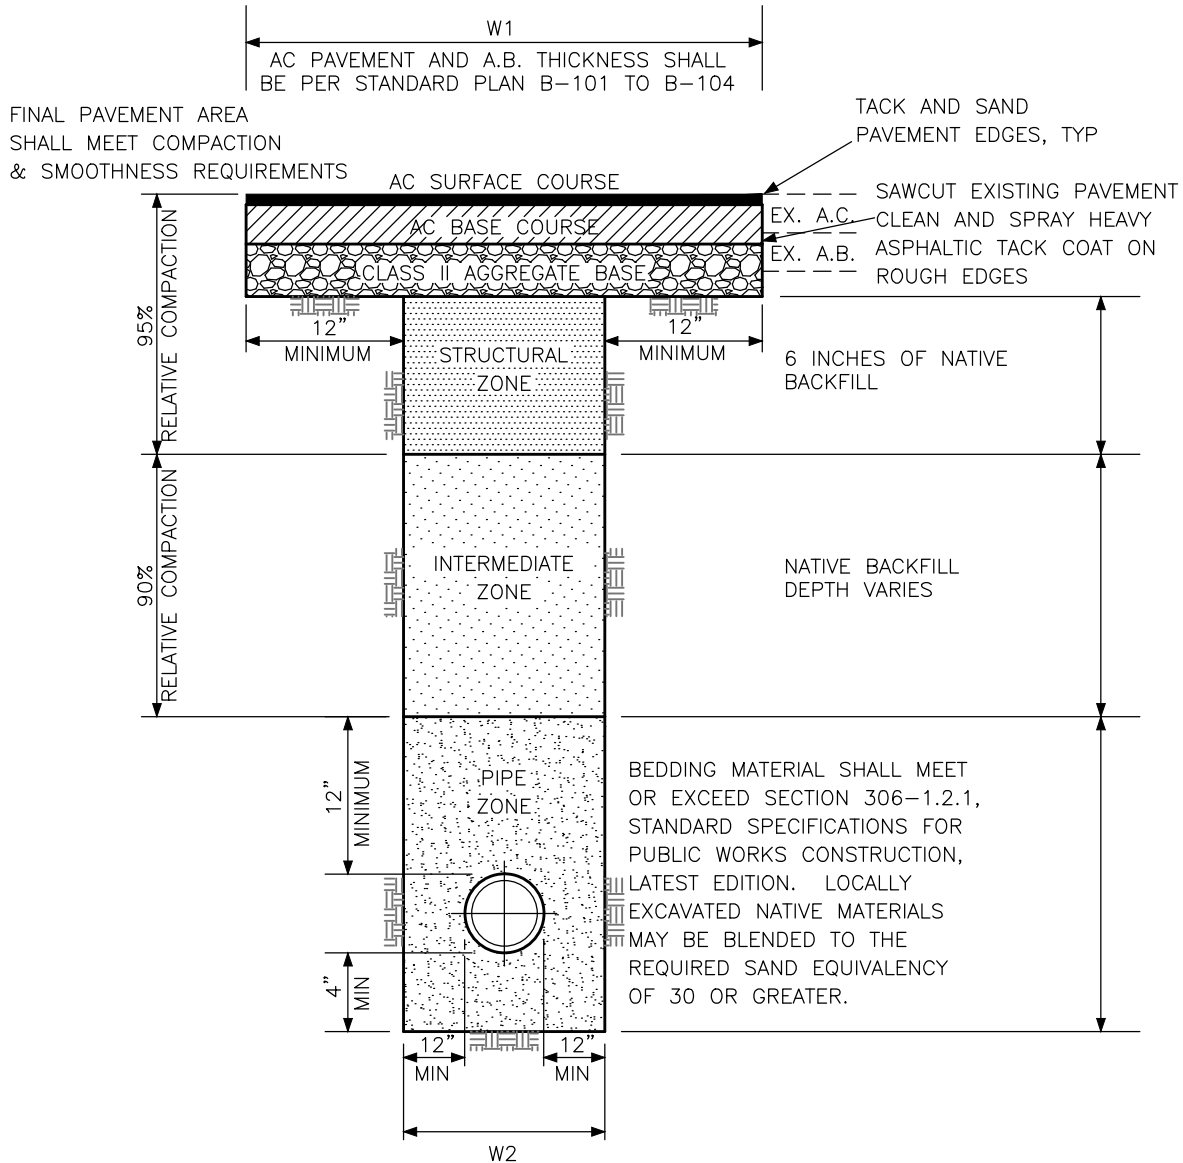 W1
AC PAVEMENT AND A.B. THICKNESS SHALL
BE PER STANDARD PLAN B-101 TO B-104
FINAL PAVEMENT AREA
SHALL MEET COMPACTION
& SMOOTHNESS REQUIREMENTS
TACK AND SAND
PAVEMENT EDGES, TYP
AC SURFACE COURSE
SAWCUT EXISTING PAVEMENT
CLEAN AND SPRAY HEAVY
ASPHALTIC TACK COAT ON
ROUGH EDGES
EX. A.C.
AC BASE COURSE
EX. A.B.
CLASS II AGGREGATE BASE
95%
RELATIVE COMPACTION
12"
MINIMUM
12"
MINIMUM
STRUCTURAL
ZONE
6 INCHES OF NATIVE
BACKFILL
90%
RELATIVE COMPACTION
INTERMEDIATE
ZONE
NATIVE BACKFILL
DEPTH VARIES
12"
MINIMUM
PIPE
ZONE
BEDDING MATERIAL SHALL MEET
OR EXCEED SECTION 306-1.2.1,
STANDARD SPECIFICATIONS FOR
PUBLIC WORKS CONSTRUCTION,
LATEST EDITION. LOCALLY
EXCAVATED NATIVE MATERIALS
MAY BE BLENDED TO THE
REQUIRED SAND EQUIVALENCY
OF 30 OR GREATER.
4"
MIN
12"
MIN
12"
MIN
W2